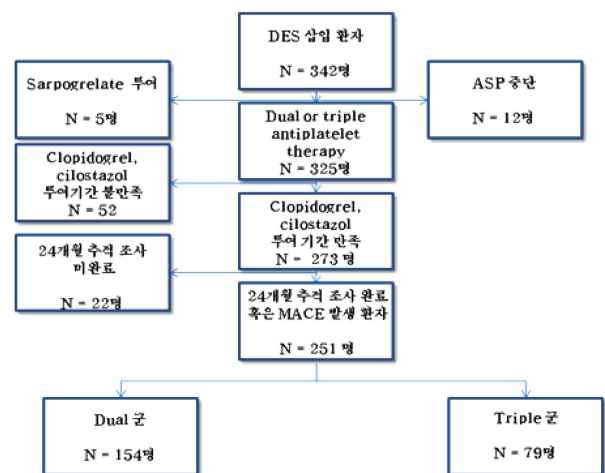 DES 삽입 환자
N = 342명
Sarpogrelate 투여
N = 5명
ASP 중단
N = 12명
Dual or triple
antiplatelet
therapy
N = 325명
Clopidogrel,
cilostazol
투여기간 불만족
N = 52
Clopidogrel,
cilostazol
투여 기간 만족
N = 273 명
24개월 추적 조사
미완료
N = 22명
24개월 추적 조사 완료
혹은 MACE 발생 환자
N = 251 명
Dual 군
N = 154명
Triple 군
N = 79명